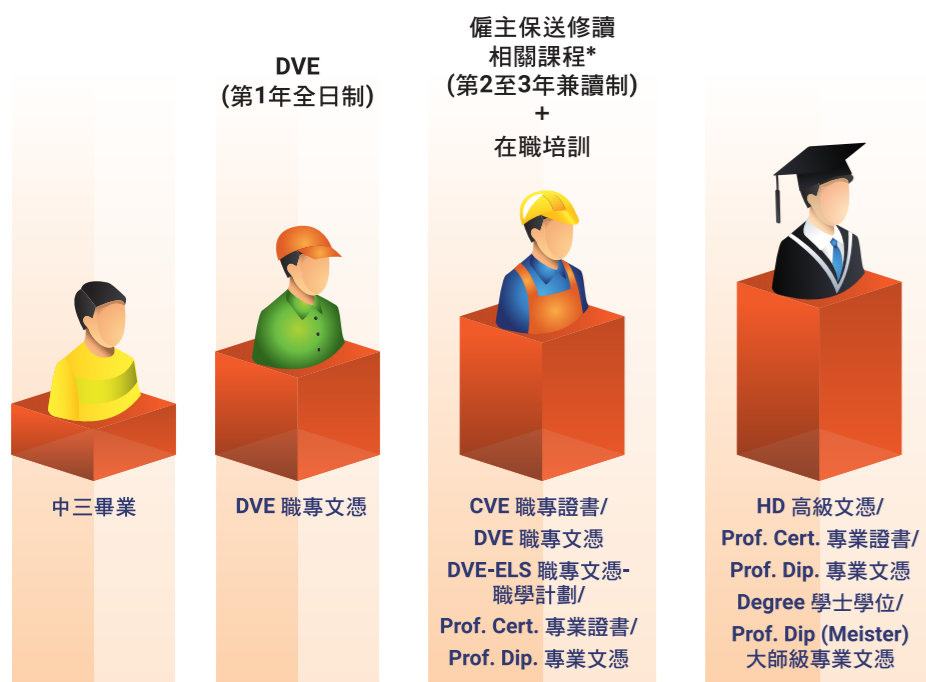 DVE
(第1年全日制)
僱主保送修讀
相關課程*
(第2至3年兼讀制)
+
在職培訓
中三畢業
DVE 職專文憑
CVE 職專證書/
DVE 職專文憑
DVE-ELS 職專文憑-
職學計劃/
Prof. Cert. 專業證書/
Prof. Dip. 專業文憑
HD 高級文憑/
Prof. Cert. 專業證書/
Prof. Dip. 專業文憑
Degree 學士學位/
Prof. Dip (Meister)
大師級專業文憑